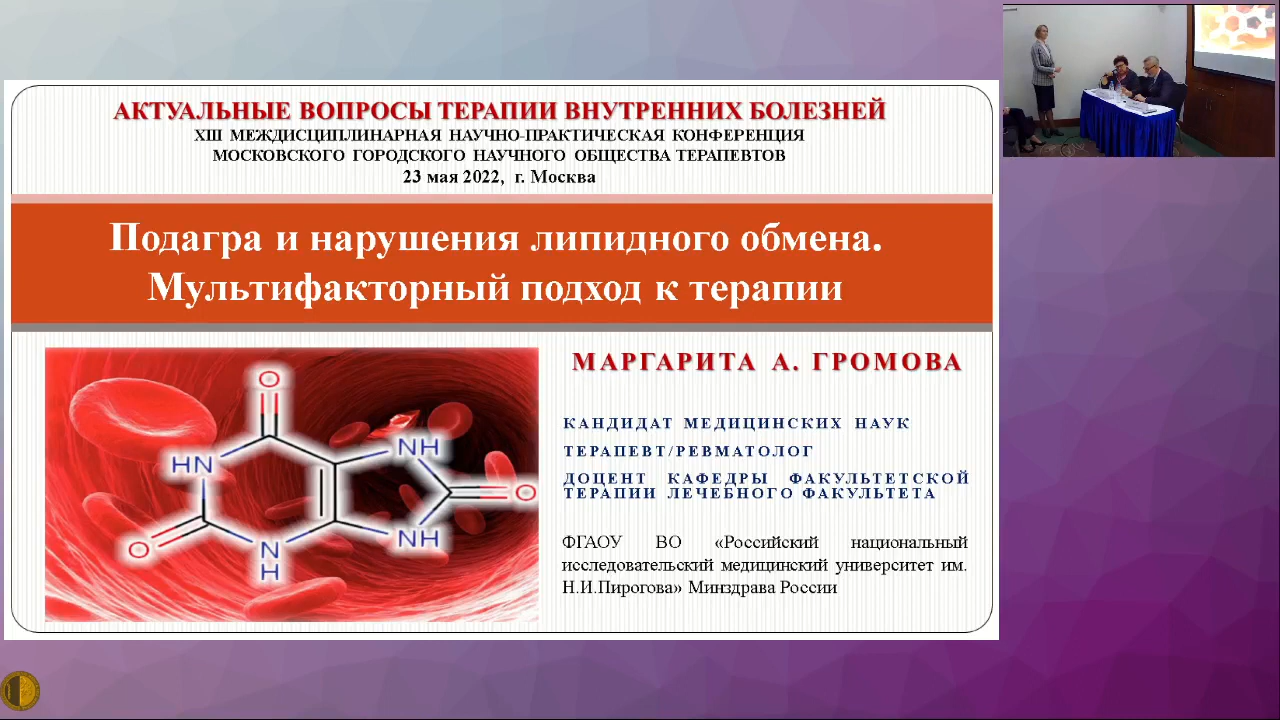 АКТУАЛЬНЫЕ ВОПРОСЫ ТЕРАПИИ ВНУТРЕННИХ БОЛЕЗНЕЙ
XIII МЕЖДИСЦИПЛИНАРНАЯ НАУЧНО-ПРАКТИЧЕСКАЯ КОНФЕРЕНЦИЯ
МОСКОВСКОГО ГОРОДСКОГО НАУЧНОГО ОБЩЕСТВА ТЕРАПЕВТОВ
23 мая 2022, г. Москва
Подагра и нарушения липидного обмена.
Мультифакторный подход к терапии
МАРГАРИТА А. ГРОМОВА
КАНДИДАТ МЕДИЦИНСКИХ НАУК
ТЕРАПЕВТ/РЕВМАТОЛОГ
ДОЦЕНТ КАФЕДРЫ ФАКУЛЬТЕТСКОЙ
ТЕРАПИИ ЛЕЧЕБНОГО ФАКУЛЬТЕТА
ФГАОУ ВО «Российский национальный
исследовательский медицинский университет им.
Н.И.Пирогова» Минздрава России
O
HN
NH
O
O
N
H
NH